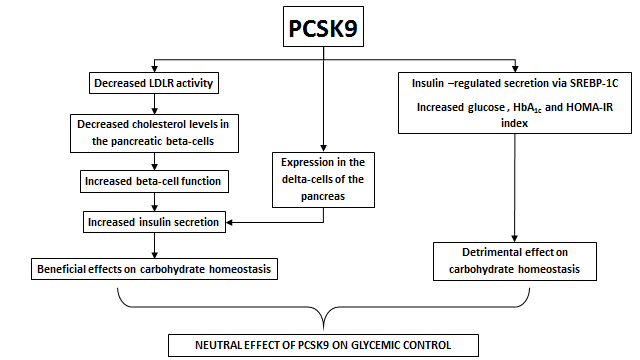 PCSK9
Decreased LDLR activity
Insulin –regulated secretion via SREBP-1C
Increased glucose , HbA1c and HOMA-IR
index
Decreased cholesterol levels in
the pancreatic beta-cells
Expression in the
delta-cells of the
pancreas
Increased beta-cell function
Increased insulin secretion
Beneficial effects on carbohydrate homeostasis
Detrimental effect on
carbohydrate homeostasis
NEUTRAL EFFECT OF PCSK9 ON GLYCEMIC CONTROL